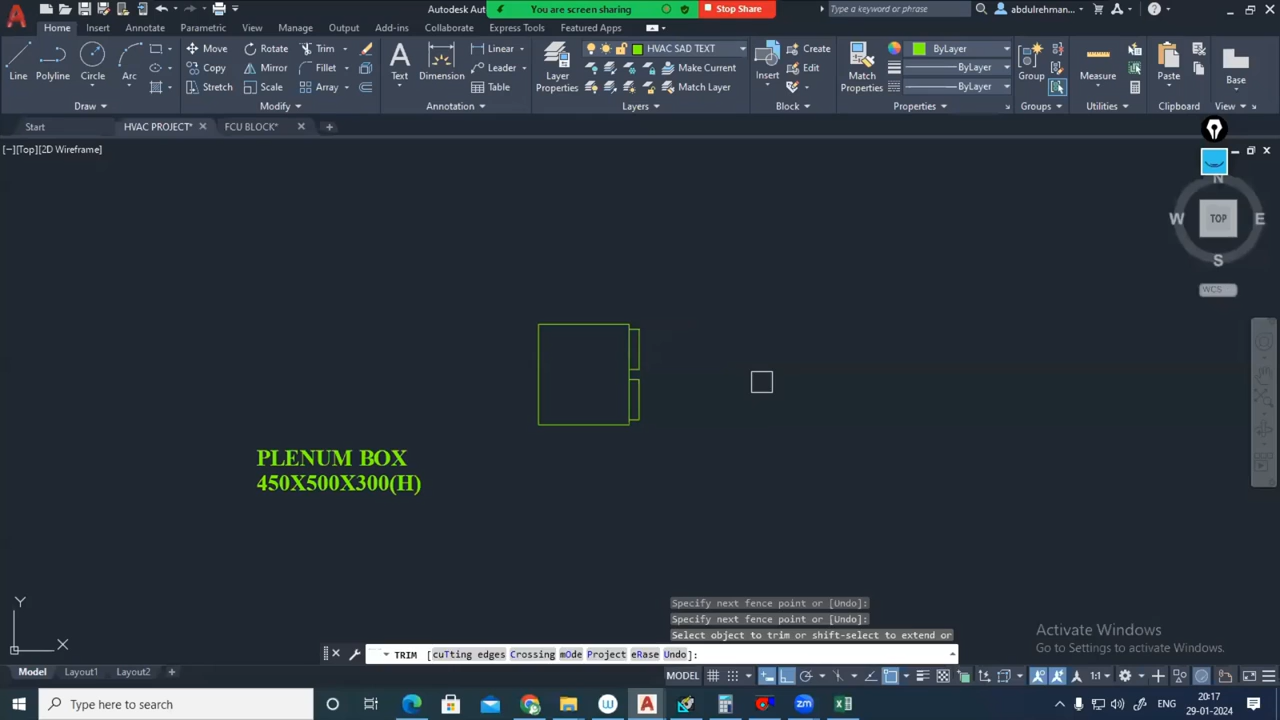 Autodesk Aut
You are screen sharing
Stop Share
Type a keyword or phrase
abdulrehman...
Home Insert Annotate Parametric View Manage Output Add-ins Collaborate Express Tools Featured Apps
Line
Polyline
Circle
Arc
Draw
Move
Rotate
Trim
Copy
Mirror
Fillet
Stretch
Scale
Array
Modify
Text
Dimension
Linear
Leader
Table
Annotation
Layer
Properties
HVAC SAD TEXT
Make Current
Match Layer
Layers
Insert
Create
Edit
Block
Match
Properties
ByLayer
ByLayer
ByLayer
Properties
Group
Groups
Measure
Utilities
Paste
Clipboard
Base
View
Start
HVAC PROJECT*
FCU BLOCK*
[−][Top][2D Wireframe]
N
W
TOP
E
S
WCS
PLENUM BOX
450X500X300(H)
Y
X
Specify next fence point or [Undo]:
Specify next fence point or [Undo]:
Select object to trim or shift-select to extend or
TRIM [cuTting edges Crossing mOde Project eRase Undo]:
Activate Windows
Go to Settings to activate Windows.
Model Layout1 Layout2
MODEL
1:1
Type here to search
ENG
20:17
29-01-2024